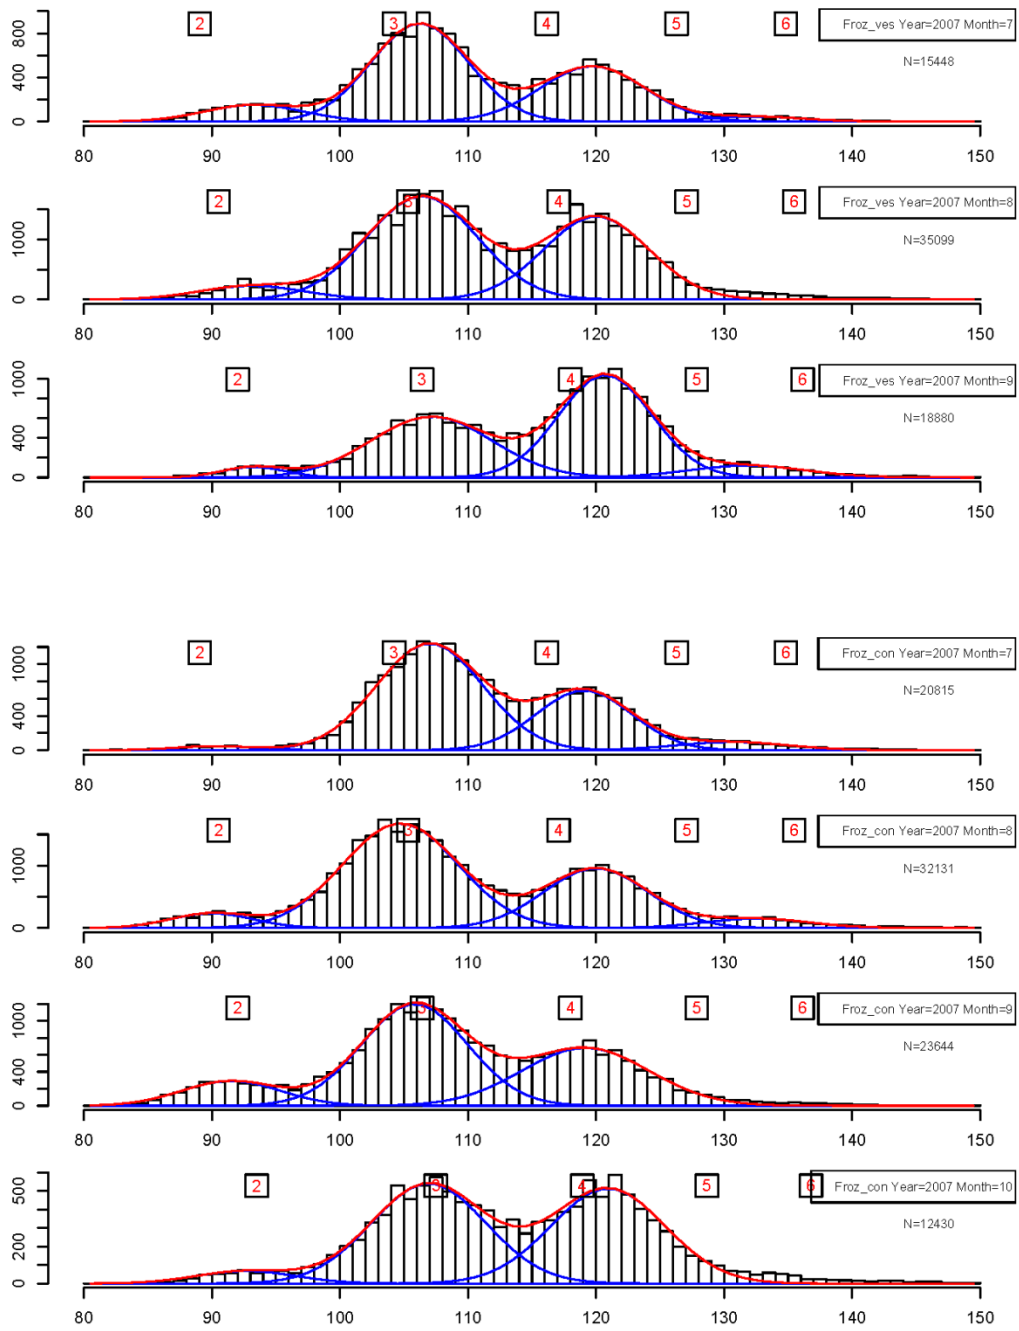 2 3 4 5 6 Froz_ves Year=2007 Month=7
N=15448
0 400 800
80 90 100 110 120 130 140 150
2 3 4 5 6 Froz_ves Year=2007 Month=8
N=35099
0 1000
80 90 100 110 120 130 140 150
2 3 4 5 6 Froz_ves Year=2007 Month=9
N=18880
0 400 1000
80 90 100 110 120 130 140 150
2 3 4 5 6 Froz_con Year=2007 Month=7
N=20815
0 400 1000
80 90 100 110 120 130 140 150
2 3 4 5 6 Froz_con Year=2007 Month=8
N=32131
0 1000
80 90 100 110 120 130 140 150
2 3 4 5 6 Froz_con Year=2007 Month=9
N=23644
0 400 1000
80 90 100 110 120 130 140 150
2 3 4 5 6 Froz_con Year=2007 Month=10
N=12430
0 200 500
80 90 100 110 120 130 140 150